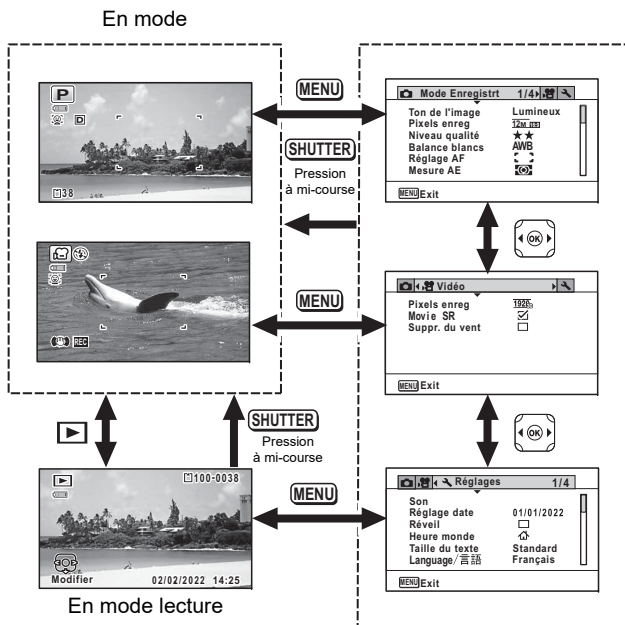 En mode
P
D
38
MENU
SHUTTER
Pression
à mi-course
Mode Enregistrt 1/4
Ton de l'image Lumineux
Pixels enreg 12M
Niveau qualité ★★
Balance blancs AWB
Réglage AF
Mesure AE
MENU Exit
OK
REC
MENU
Vidéo
Pixels enreg 1920
Movie SR ☑
Suppr. du vent ☐
MENU Exit
OK
SHUTTER
Pression
à mi-course
100-0038
Modifier 02/02/2022 14:25
MENU
Réglages 1/4
Son
Réglage date 01/01/2022
Réveil ☐
Heure monde
Taille du texte Standard
Language/言語 Français
MENU Exit
En mode lecture